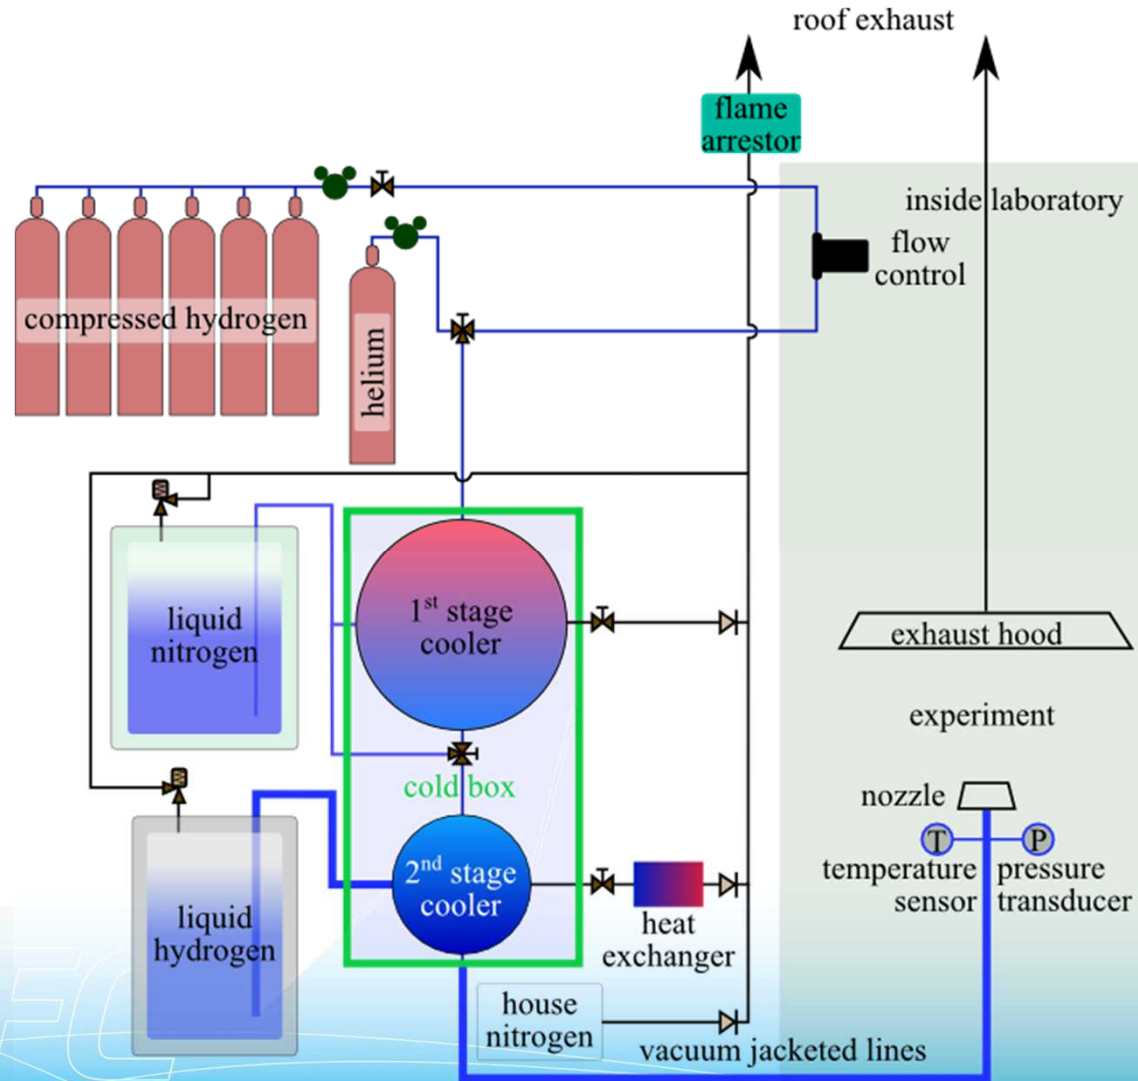 roof exhaust
flame
arrestor
inside laboratory
flow
control
compressed hydrogen
helium
liquid
nitrogen
1st stage
cooler
exhaust hood
experiment
cold box
nozzle
T
P
temperature
sensor
pressure
transducer
2nd stage
cooler
liquid
hydrogen
heat
exchanger
house
nitrogen
vacuum jacketed lines